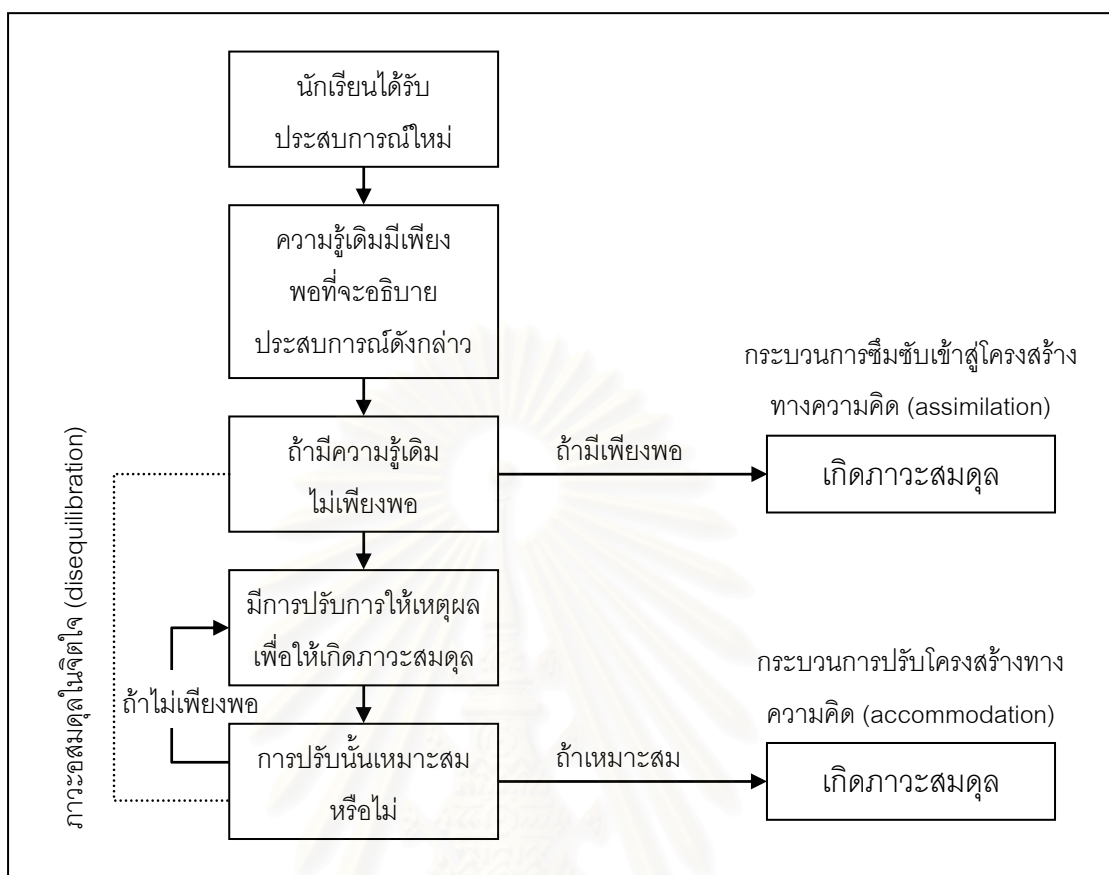 นักเรียนได้รับ
ประสบการณ์ใหม่
ความรู้เดิมมีเพียง
พอที่จะอธิบาย
ประสบการณ์ดังกล่าว
กระบวนการซึมซับเข้าสู่โครงสร้าง
ทางความคิด (assimilation)
ถ้ามีความรู้เดิม
ไม่เพียงพอ
ถ้ามีเพียงพอ
เกิดภาวะสมดุล
ภาวะอสมดุลในจิตใจ (disequilibration)
มีการปรับการให้เหตุผล
เพื่อให้เกิดภาวะสมดุล
กระบวนการปรับโครงสร้างทาง
ความคิด (accommodation)
ถ้าไม่เพียงพอ
การปรับนั้นเหมาะสม
หรือไม่
ถ้าเหมาะสม
เกิดภาวะสมดุล